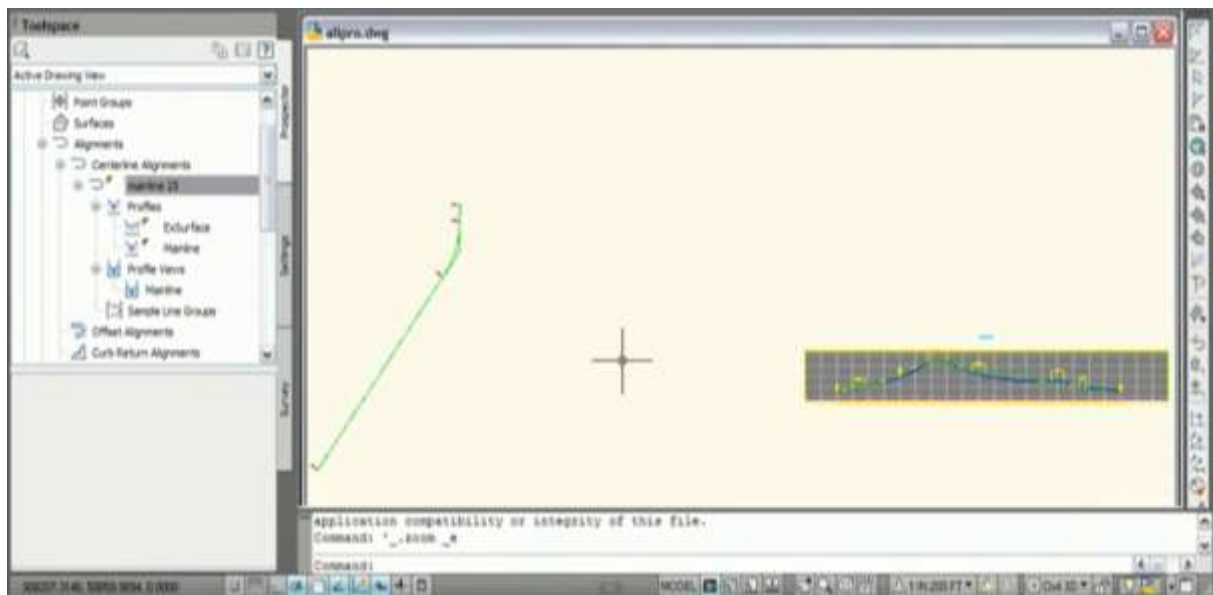 Toolspace
Active Drawing View
Point Groups
Surfaces
Alignments
Centerline Alignments
Profiles
ExSurface
Mainline
Profile Views
Mainline
Sample Line Groups
Offset Alignments
Curb Return Alignments
Prospector
Settings
Survey
alipro.dwg
application compatibility or integrity of this file.
Command: '_.zoom _e
Command:
MODEL